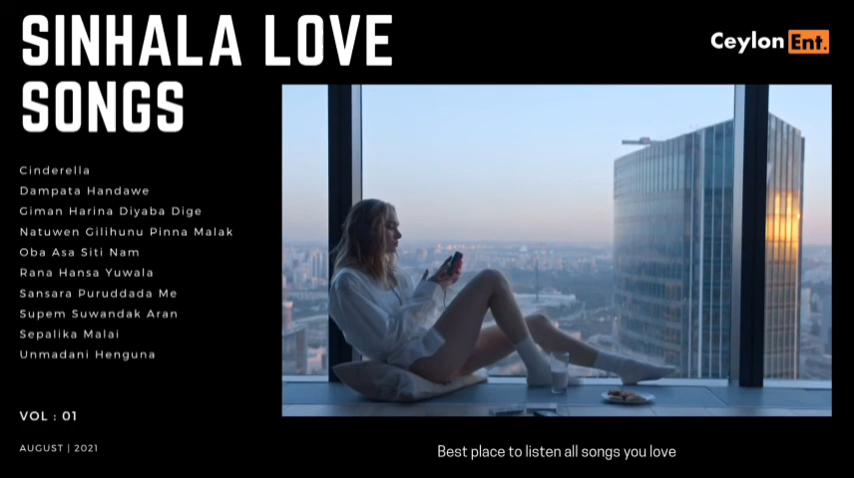 SINHALA LOVE
SONGS
Ceylon Ent.
Cinderella
Dampata Handawe
Giman Harina Diyaba Dige
Natuwen Gilihunu Pinna Malak
Oba Asa Siti Nam
Rana Hansa Yuwala
Sansara Puruddada Me
Supem Suwandak Aran
Sepalika Malai
Unmadani Henguna
VOL : 01
AUGUST | 2021
Best place to listen all songs you love